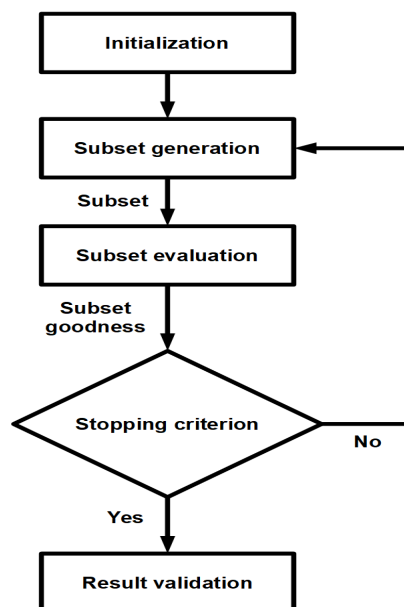 Initialization
Subset generation
Subset
Subset evaluation
Subset
goodness
Stopping criterion
No
Yes
Result validation